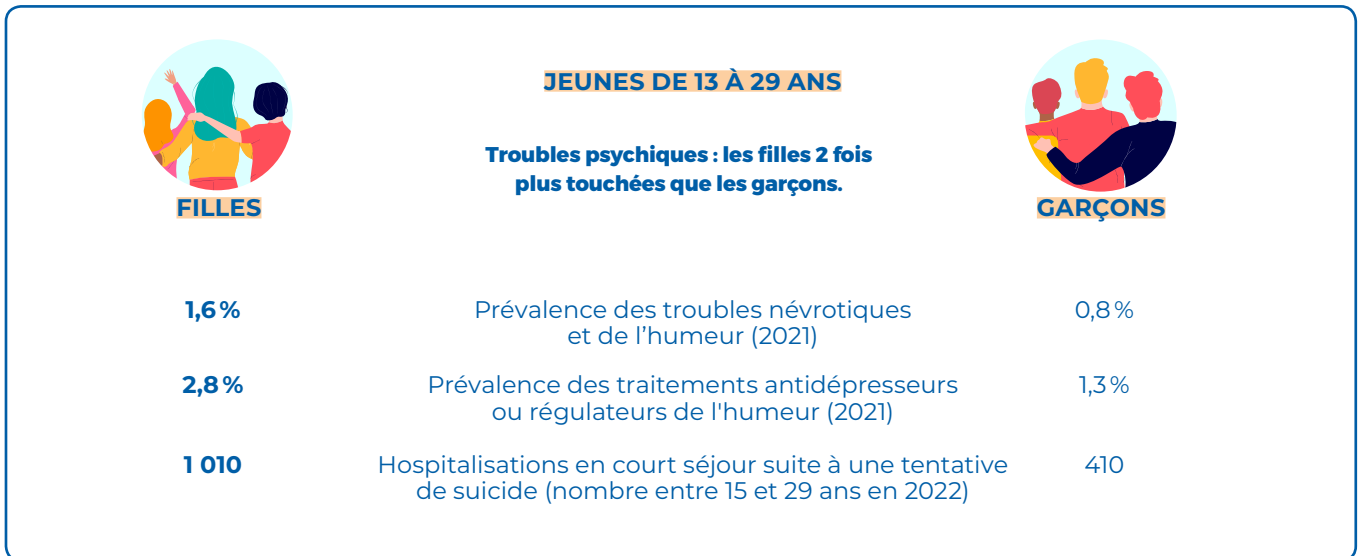 JEUNES DE 13 À 29 ANS
Troubles psychiques : les filles 2 fois
plus touchées que les garçons.
FILLES
GARÇONS
1,6 %
Prévalence des troubles névrotiques
et de l’humeur (2021)
0,8 %
2,8 %
Prévalence des traitements antidépresseurs
ou régulateurs de l'humeur (2021)
1,3 %
1 010
Hospitalisations en court séjour suite à une tentative
de suicide (nombre entre 15 et 29 ans en 2022)
410